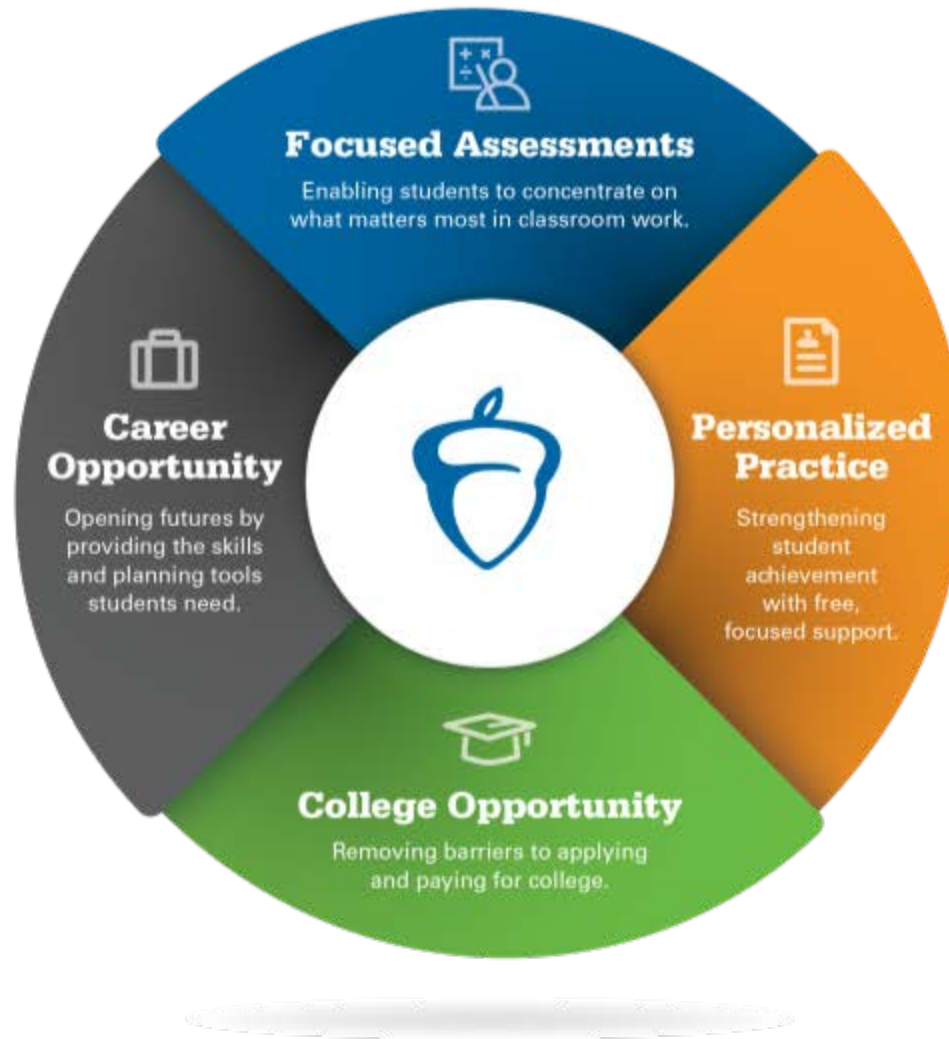 Focused Assessments
Enabling students to concentrate on
what matters most in classroom work.
Career
Opportunity
Opening futures by
providing the skills
and planning tools
students need.
Personalized
Practice
Strengthening
student
achievement
with free,
focused support.
College Opportunity
Removing barriers to applying
and paying for college.